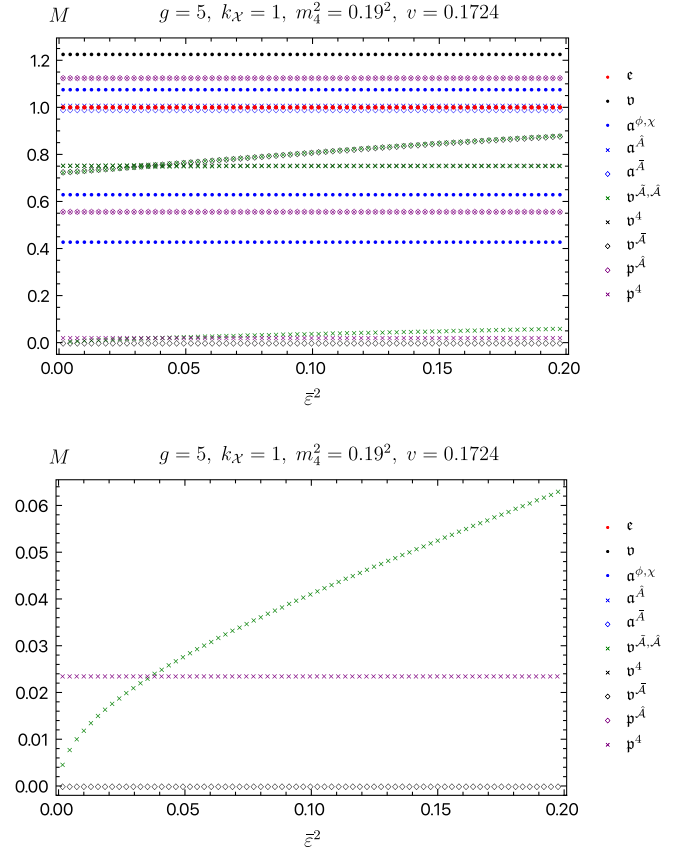 M
g = 5, k_𝒳 = 1, m_4^2 = 0.19^2, v = 0.1724
1.2
1.0
0.8
0.6
0.4
0.2
0.0
0.00 0.05 0.10 0.15 0.20
ε̄^2
𝔢
𝔳
𝔞^{ϕ,χ}
𝔞^{Â}
𝔞^{Ā}
𝔳^{𝒜̃,𝒜̂}
𝔳^4
𝔳^{𝒜̄}
𝔭^{𝒜̂}
𝔭^4
M
g = 5, k_𝒳 = 1, m_4^2 = 0.19^2, v = 0.1724
0.06
0.05
0.04
0.03
0.02
0.01
0.00
0.00 0.05 0.10 0.15 0.20
ε̄^2
𝔢
𝔳
𝔞^{ϕ,χ}
𝔞^{Â}
𝔞^{Ā}
𝔳^{𝒜̃,𝒜̂}
𝔳^4
𝔳^{𝒜̄}
𝔭^{𝒜̂}
𝔭^4